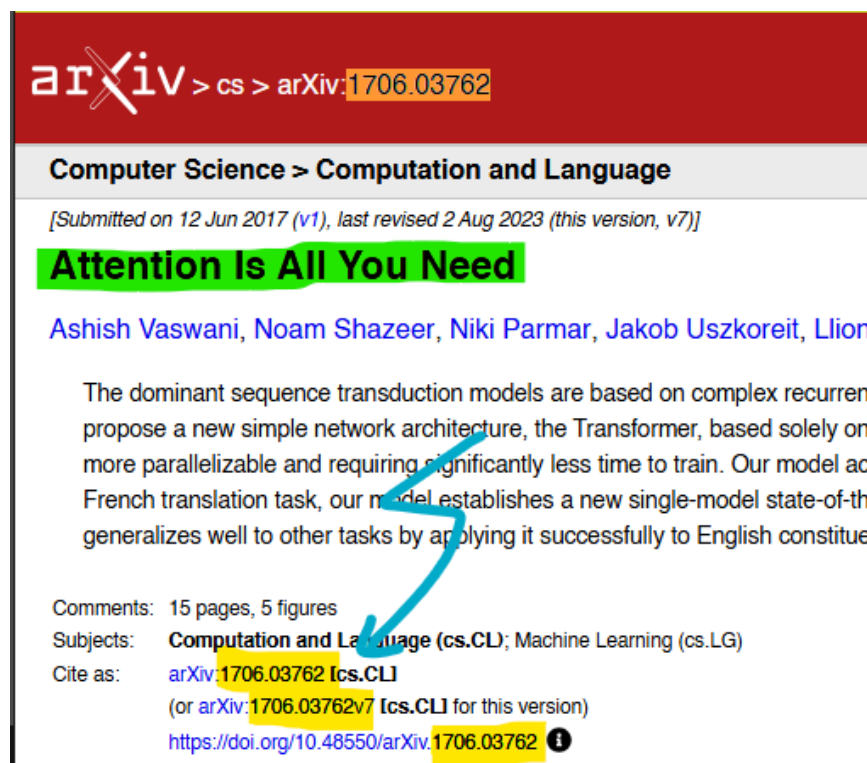 arXiv > cs > arXiv:1706.03762
Computer Science > Computation and Language
[Submitted on 12 Jun 2017 (v1), last revised 2 Aug 2023 (this version, v7)]
Attention Is All You Need
Ashish Vaswani, Noam Shazeer, Niki Parmar, Jakob Uszkoreit, Llion
The dominant sequence transduction models are based on complex recurren
propose a new simple network architecture, the Transformer, based solely on
more parallelizable and requiring significantly less time to train. Our model ac
French translation task, our model establishes a new single-model state-of-th
generalizes well to other tasks by applying it successfully to English constitue
Comments: 15 pages, 5 figures
Subjects: Computation and Language (cs.CL); Machine Learning (cs.LG)
Cite as: arXiv:1706.03762 [cs.CL]
(or arXiv:1706.03762v7 [cs.CL] for this version)
https://doi.org/10.48550/arXiv.1706.03762